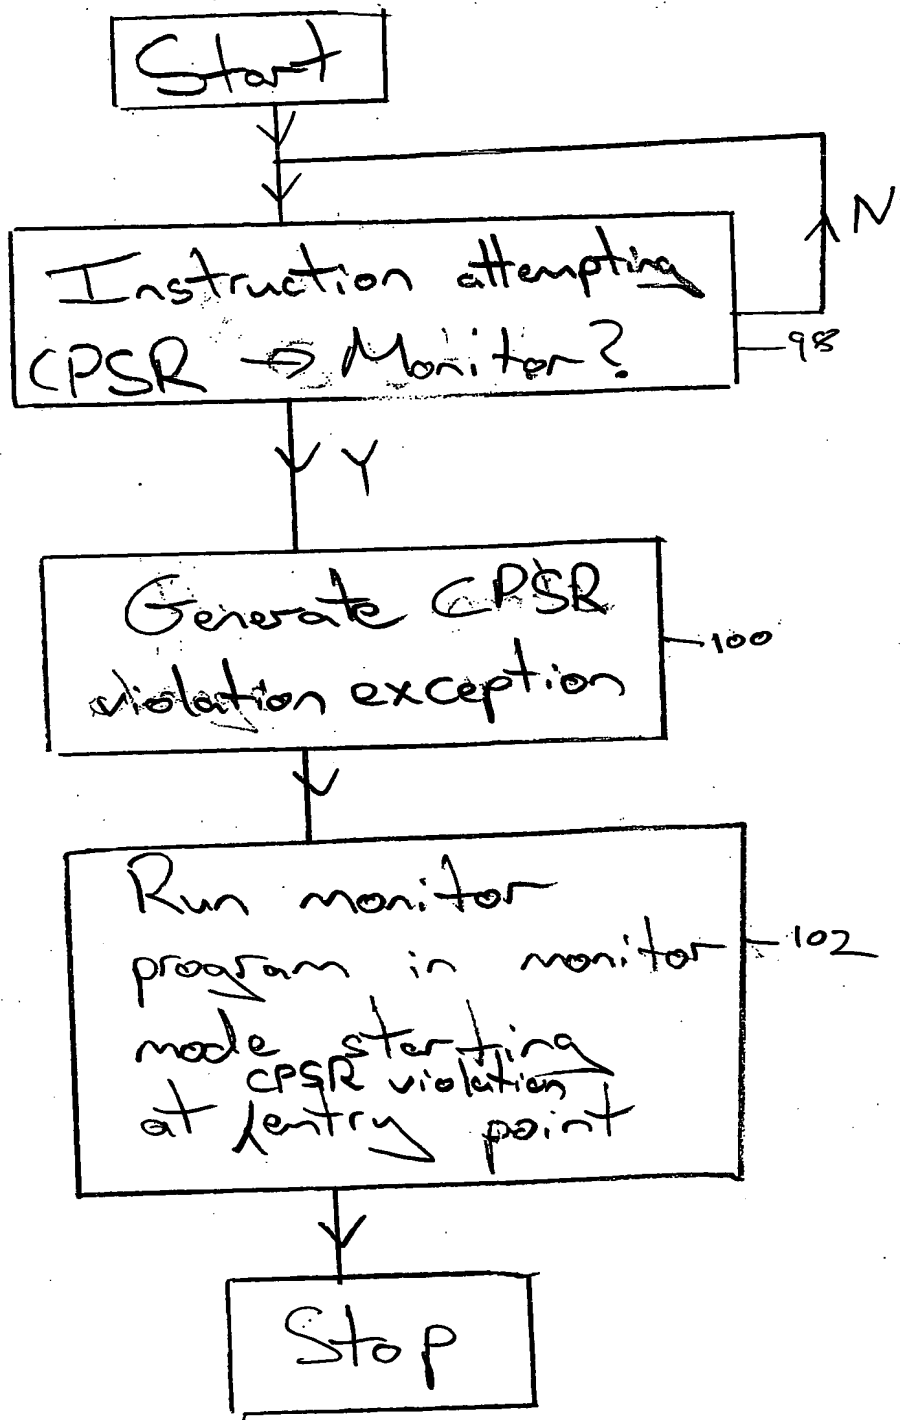 Start
N
Instruction attempting
CPSR → Monitor?
98
Y
Generate CPSR
violation exception
100
Run monitor
program in monitor
102
mode starting
CPSR violation
at entry point
Stop